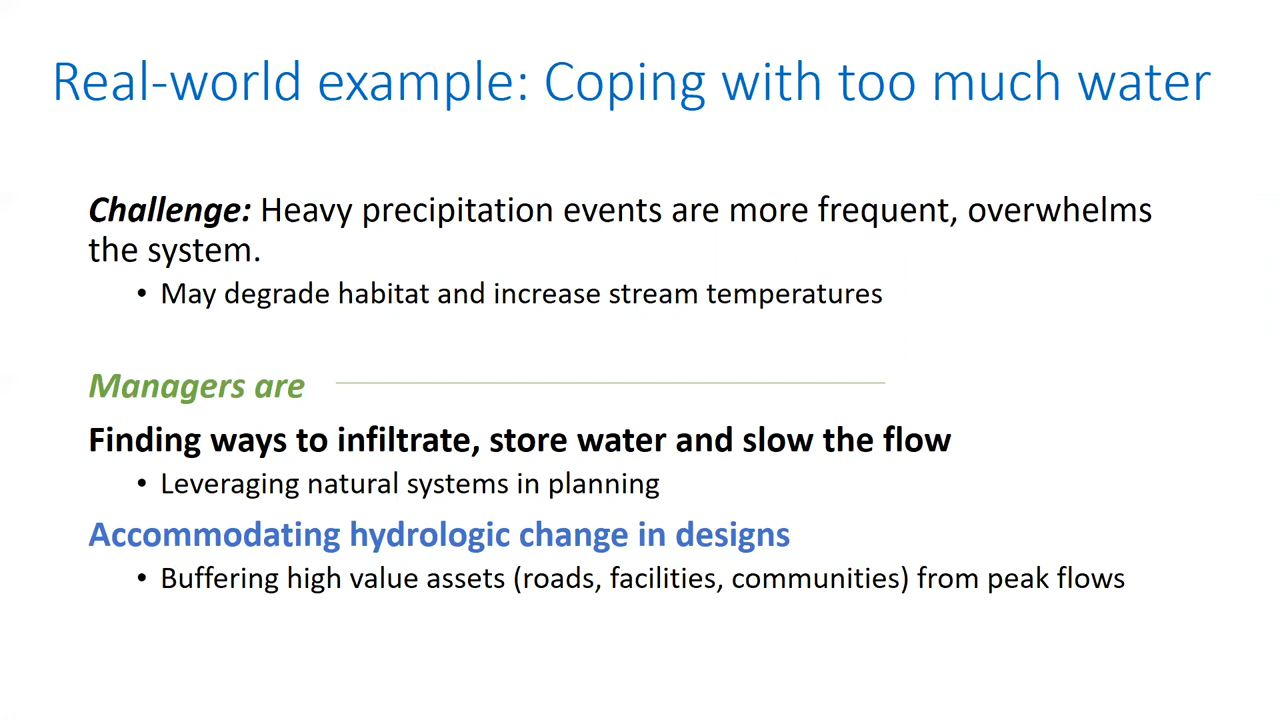 Real-world example: Coping with too much water
Challenge: Heavy precipitation events are more frequent, overwhelms
the system.
• May degrade habitat and increase stream temperatures
Managers are
Finding ways to infiltrate, store water and slow the flow
• Leveraging natural systems in planning
Accommodating hydrologic change in designs
• Buffering high value assets (roads, facilities, communities) from peak flows